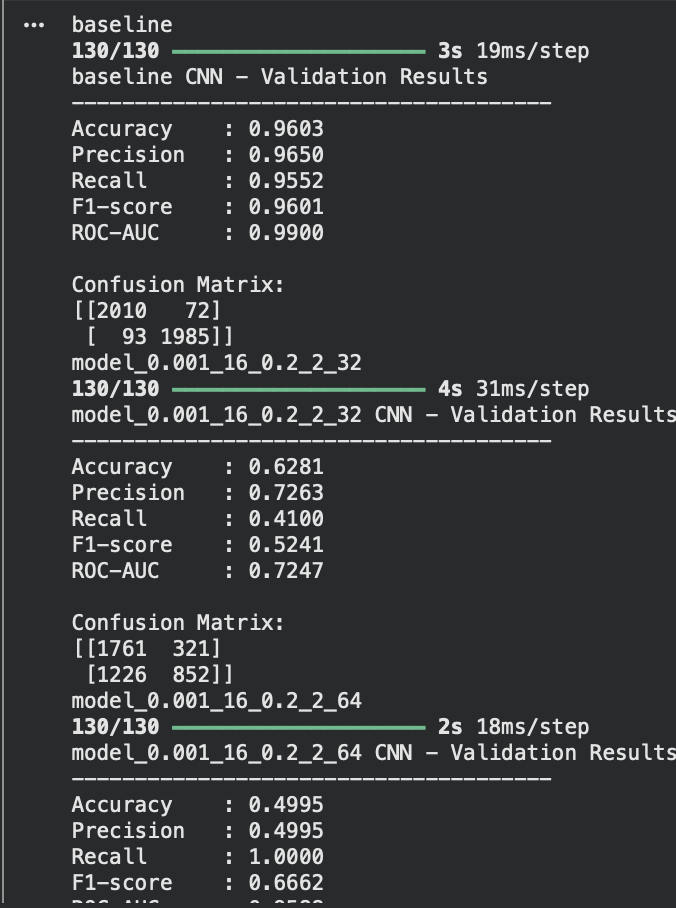 baseline
130/130 ━━━━━━━━━━━━━━━━━━━━ 3s 19ms/step
baseline CNN - Validation Results
--------------------------------------
Accuracy    : 0.9603
Precision   : 0.9650
Recall      : 0.9552
F1-score    : 0.9601
ROC-AUC     : 0.9900
Confusion Matrix:
[[2010   72]
 [  93 1985]]
model_0.001_16_0.2_2_32
130/130 ━━━━━━━━━━━━━━━━━━━━ 4s 31ms/step
model_0.001_16_0.2_2_32 CNN - Validation Results
--------------------------------------
Accuracy    : 0.6281
Precision   : 0.7263
Recall      : 0.4100
F1-score    : 0.5241
ROC-AUC     : 0.7247
Confusion Matrix:
[[1761  321]
 [1226  852]]
model_0.001_16_0.2_2_64
130/130 ━━━━━━━━━━━━━━━━━━━━ 2s 18ms/step
model_0.001_16_0.2_2_64 CNN - Validation Results
--------------------------------------
Accuracy    : 0.4995
Precision   : 0.4995
Recall      : 1.0000
F1-score    : 0.6662
ROC-AUC     :